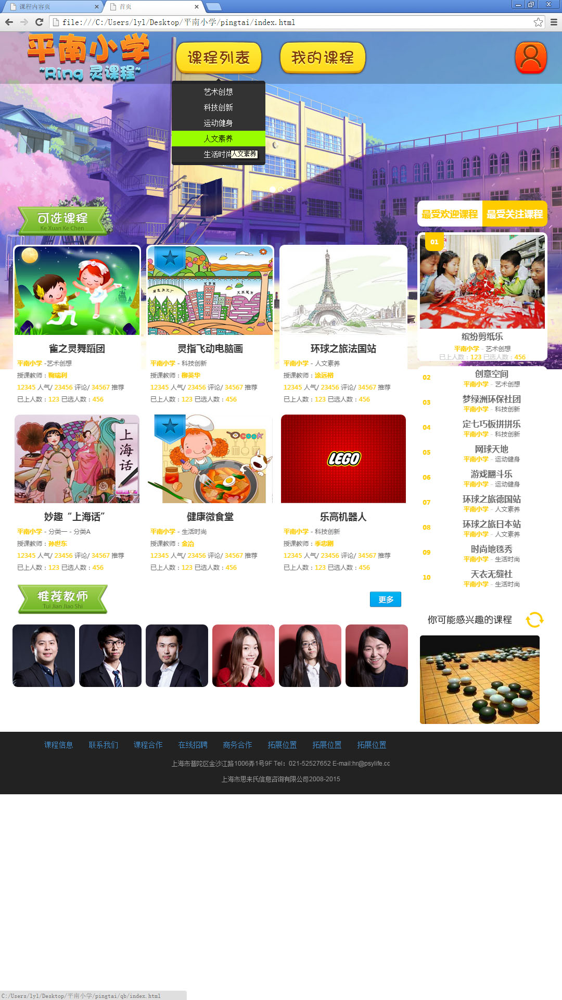 课程内容页
首页
file:///C:/Users/lyl/Desktop/平南小学/pingtai/index.html
平南小学
~Ring 灵课程~
课程列表
我的课程
艺术创想
科技创新
运动健身
人文素养
生活时尚
人文素养
可选课程
Ke Xuan Ke Chen
最受欢迎课程
最受关注课程
雀之灵舞蹈团
平南小学 -艺术创想
授课教师：鞠瑞利
12345 人气/ 23456 评论/ 34567 推荐
已上人数：123 已选人数：456
灵指飞动电脑画
平南小学 - 科技创新
授课教师：柳英华
12345 人气/ 23456 评论/ 34567 推荐
已上人数：123 已选人数：456
环球之旅法国站
平南小学 - 人文素养
授课教师：涂远裕
12345 人气/ 23456 评论/ 34567 推荐
已上人数：123 已选人数：456
上海话
妙趣“上海话”
平南小学 - 分类一 - 分类A
授课教师：孙世东
12345 人气/ 23456 评论/ 34567 推荐
已上人数：123 已选人数：456
cook
健康微食堂
平南小学 - 生活时尚
授课教师：金冶
12345 人气/ 23456 评论/ 34567 推荐
已上人数：123 已选人数：456
LEGO
乐高机器人
平南小学 - 科技创新
授课教师：季忠刚
12345 人气/ 23456 评论/ 34567 推荐
已上人数：123 已选人数：456
01
缤纷剪纸乐
平南小学 - 艺术创想
已上人数：123 已选人数：456
02
创意空间
平南小学 - 艺术创想
03
梦绿洲环保社团
平南小学 - 科技创新
04
定七巧板拼拼乐
平南小学 - 科技创新
05
网球天地
平南小学 - 运动健身
06
游戏翻斗乐
平南小学 - 运动健身
07
环球之旅德国站
平南小学 - 人文素养
08
环球之旅日本站
平南小学 - 人文素养
09
时尚地毯秀
平南小学 - 生活时尚
10
天衣无缝社
平南小学 - 生活时尚
推荐教师
Tui Jian Jiao Shi
更多
你可能感兴趣的课程
课程信息 联系我们 课程合作 在线招聘 商务合作 拓展位置 拓展位置 拓展位置
上海市普陀区金沙江路1006弄1号9F Tel：021-52527652 E-mail:hr@psylife.cc
上海市思来氏信息咨询有限公司2008-2015
C:/Users/lyl/Desktop/平南小学/pingtai/qb/index.html